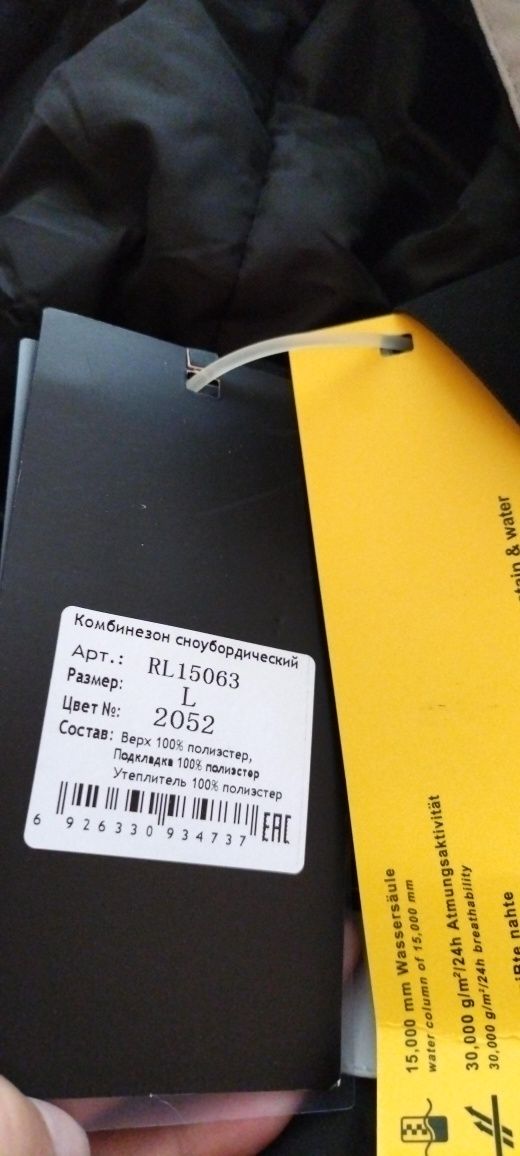 Комбинезон сноубордический
Арт.: RL15063
Размер: L
Цвет №: 2052
Состав: Верх 100% полиэстер,
Подкладка 100% полиэстер
Утеплитель 100% полиэстер
6 926330 934737 EAC
& water
15,000 mm Wassersäule
water column of 15,000 mm
30,000 g/m²/24h Atmungsaktivität
30,000 g/m²/24h breathability
nahte